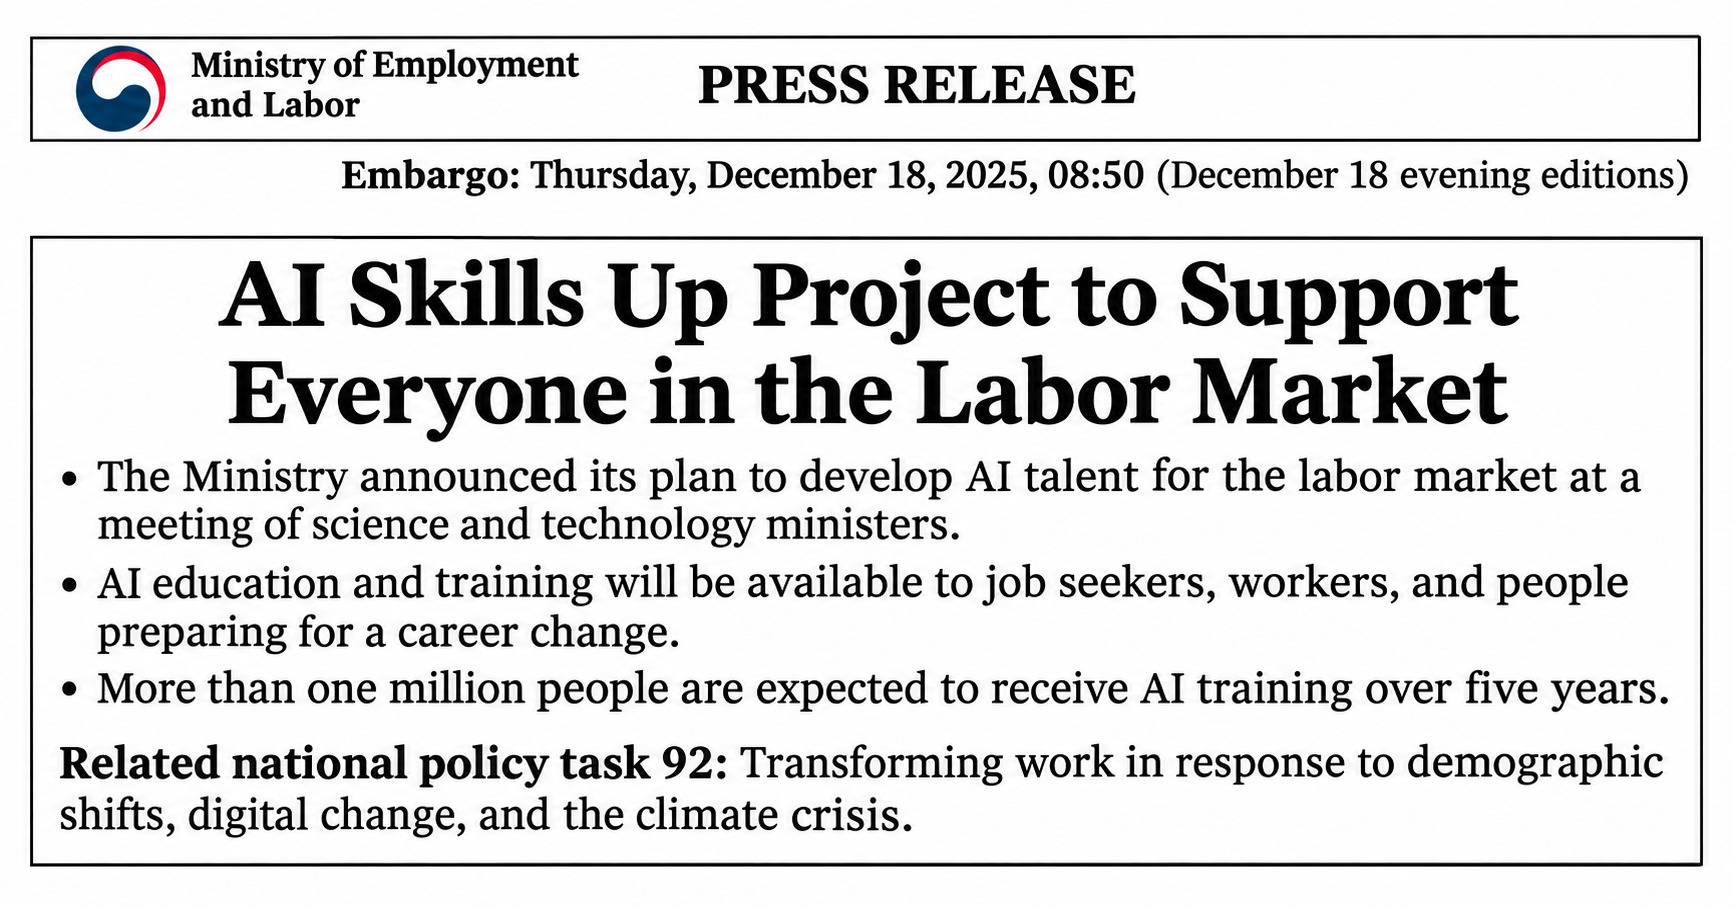 Ministry of Employment
and Labor
PRESS RELEASE
Embargo: Thursday, December 18, 2025, 08:50 (December 18 evening editions)
AI Skills Up Project to Support
Everyone in the Labor Market
• The Ministry announced its plan to develop AI talent for the labor market at a
meeting of science and technology ministers.
• AI education and training will be available to job seekers, workers, and people
preparing for a career change.
• More than one million people are expected to receive AI training over five years.
Related national policy task 92: Transforming work in response to demographic
shifts, digital change, and the climate crisis.